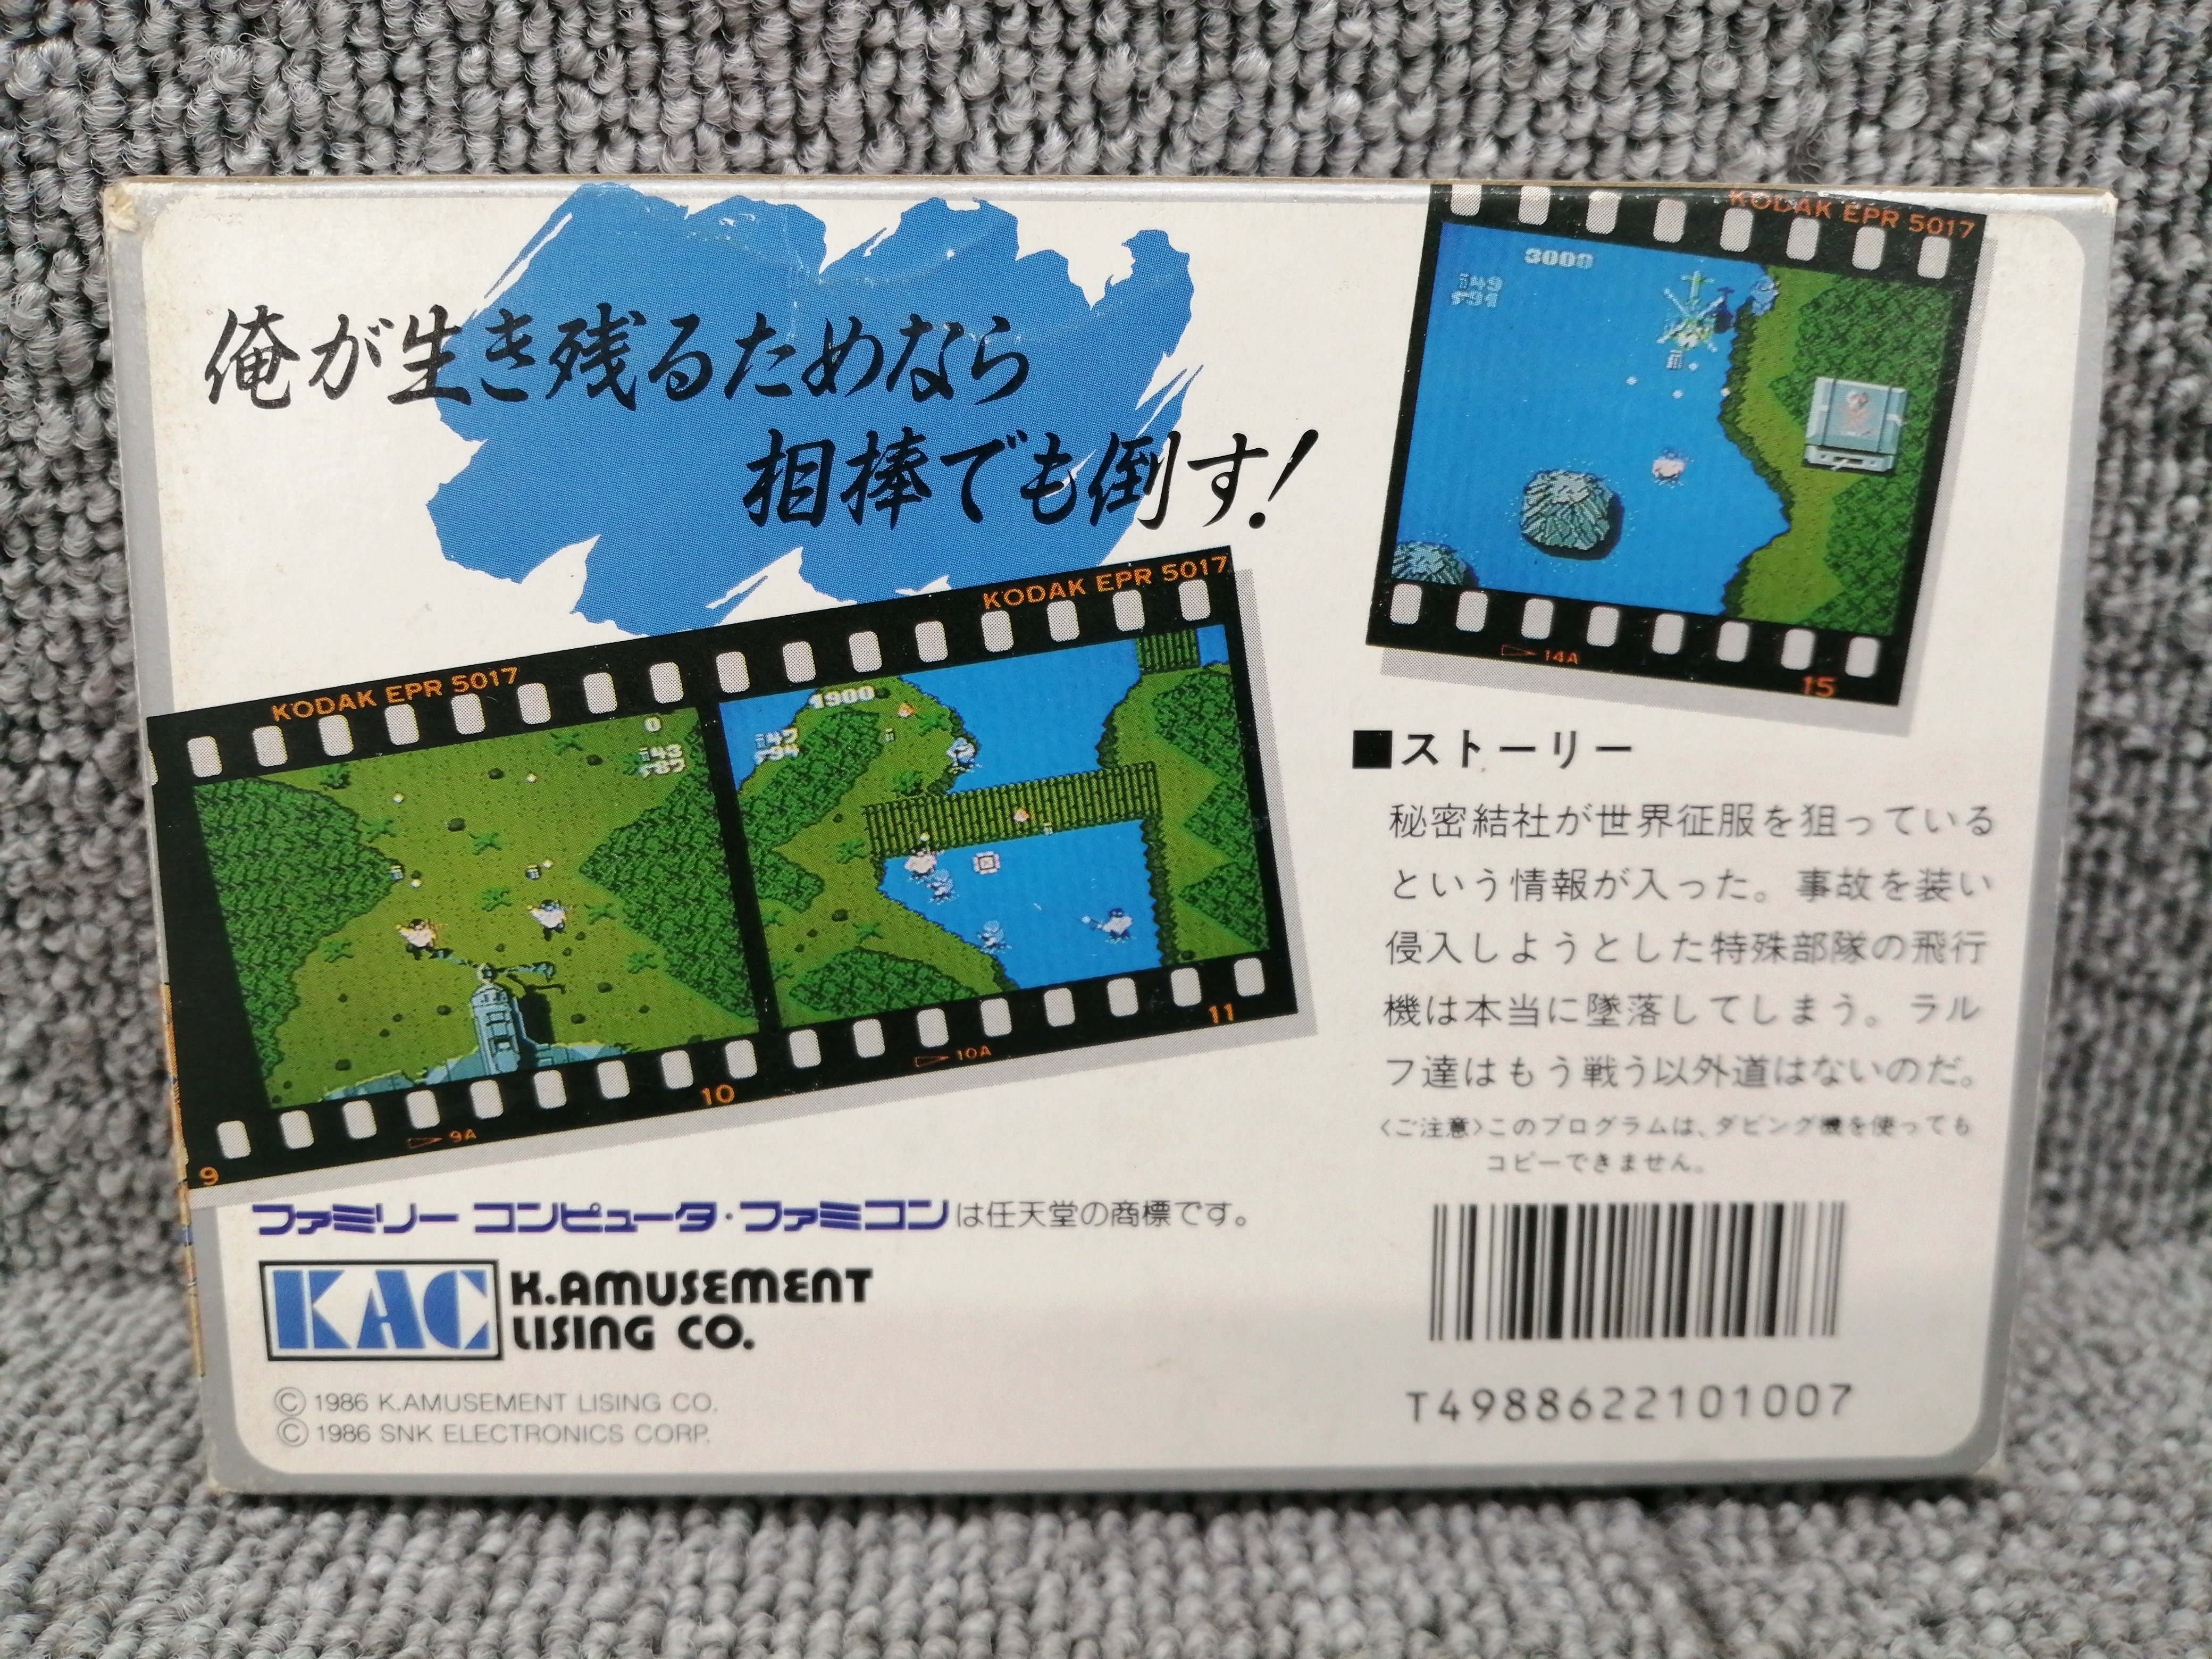 俺が生き残るためなら
相棒でも倒す!
KODAK EPR 5017
3000
149
94
14A
15
KODAK EPR 5017
KODAK EPR 5017
0
43
87
1900
47
94
9
9A
10
10A
11
■ストーリー
秘密結社が世界征服を狙っている
という情報が入った。事故を装い
侵入しようとした特殊部隊の飛行
機は本当に墜落してしまう。ラル
フ達はもう戦う以外道はないのだ。
〈ご注意〉このプログラムは、ダビング機を使っても
コピーできません。
ファミリー コンピュータ・ファミコンは任天堂の商標です。
KAC K.AMUSEMENT
LISING CO.
© 1986 K.AMUSEMENT LISING CO.
© 1986 SNK ELECTRONICS CORP.
T4988622101007